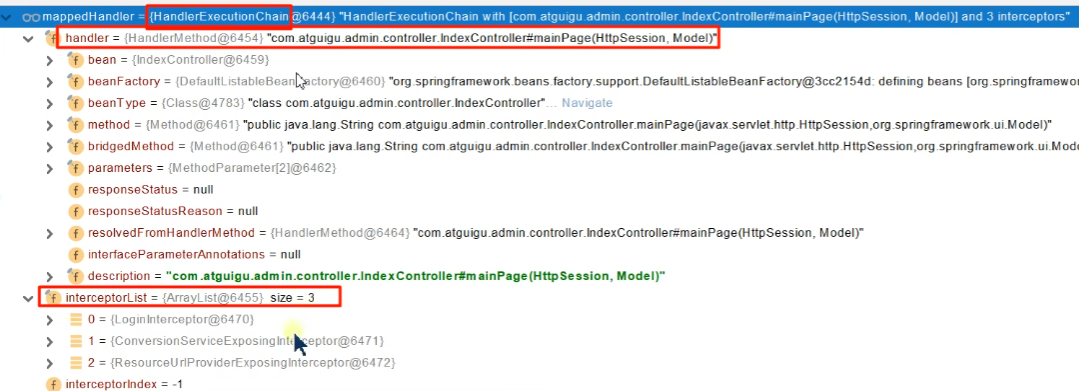 mappedHandler = {HandlerExecutionChain@6444} "HandlerExecutionChain with [com.atguigu.admin.controller.IndexController#mainPage(HttpSession, Model)] and 3 interceptors"
handler = {HandlerMethod@6454} "com.atguigu.admin.controller.IndexController#mainPage(HttpSession, Model)"
bean = {IndexController@6459}
beanFactory = {DefaultListableBeanFactory@6460} "org.springframework.beans.factory.support.DefaultListableBeanFactory@3cc2154d: defining beans [org.springframework
beanType = {Class@4783} "class com.atguigu.admin.controller.IndexController"... Navigate
method = {Method@6461} "public java.lang.String com.atguigu.admin.controller.IndexController.mainPage(javax.servlet.http.HttpSession,org.springframework.ui.Model)"
bridgedMethod = {Method@6461} "public java.lang.String com.atguigu.admin.controller.IndexController.mainPage(javax.servlet.http.HttpSession,org.springframework.ui.Mode
parameters = {MethodParameter[2]@6462}
responseStatus = null
responseStatusReason = null
resolvedFromHandlerMethod = {HandlerMethod@6464} "com.atguigu.admin.controller.IndexController#mainPage(HttpSession, Model)"
interfaceParameterAnnotations = null
description = "com.atguigu.admin.controller.IndexController#mainPage(HttpSession, Model)"
interceptorList = {ArrayList@6455} size = 3
0 = {LoginInterceptor@6470}
1 = {ConversionServiceExposingInterceptor@6471}
2 = {ResourceUrlProviderExposingInterceptor@6472}
interceptorIndex = -1